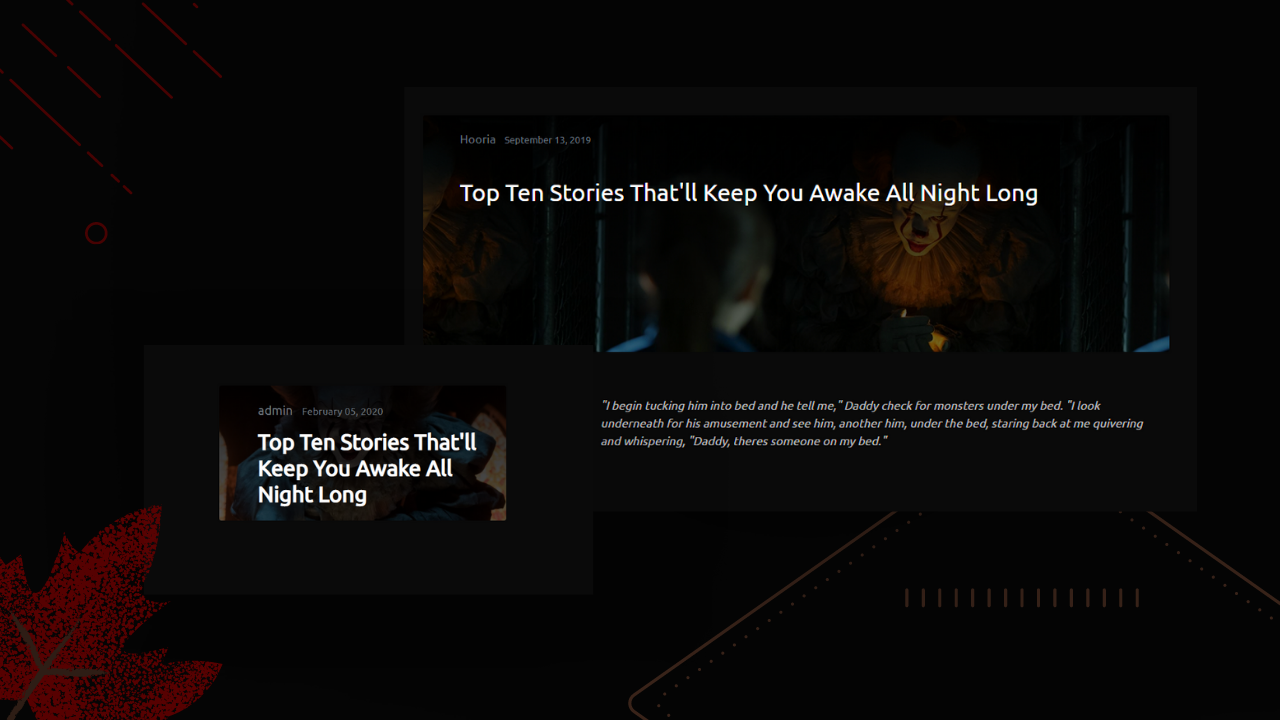 Hooria September 13, 2019
Top Ten Stories That'll Keep You Awake All Night Long
"I begin tucking him into bed and he tell me," Daddy check for monsters under my bed. "I look
underneath for his amusement and see him, another him, under the bed, staring back at me quivering
and whispering, "Daddy, theres someone on my bed."
admin February 05, 2020
Top Ten Stories That'll
Keep You Awake All
Night Long